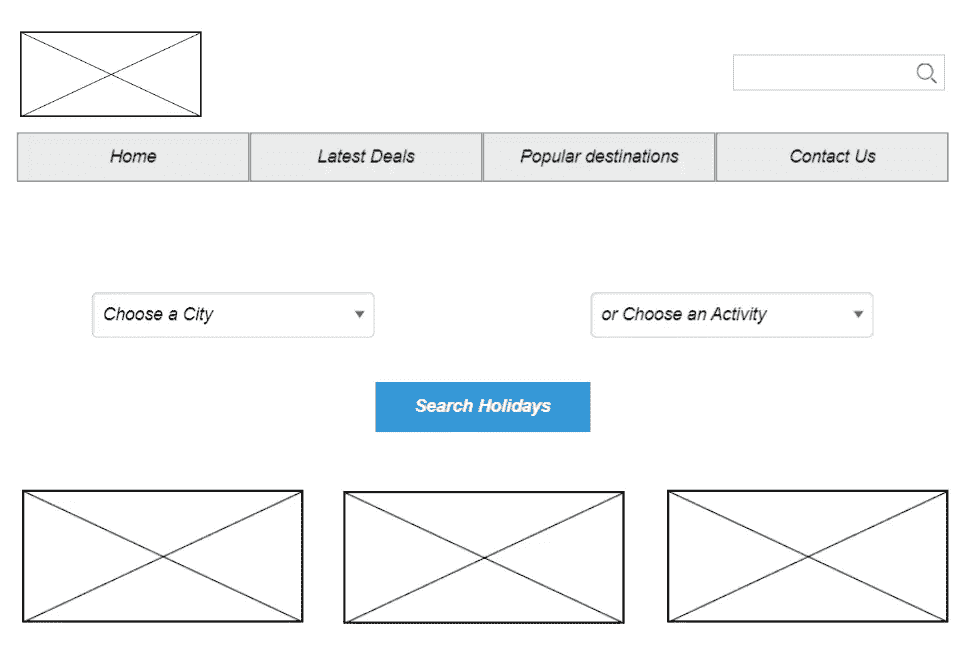 Home
Latest Deals
Popular destinations
Contact Us
Choose a City
or Choose an Activity
Search Holidays